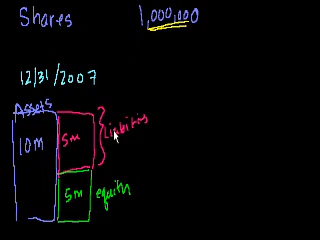 Shares 1,000,000
12/31/2007
Assets
10m 5m Liabilities
5m equity